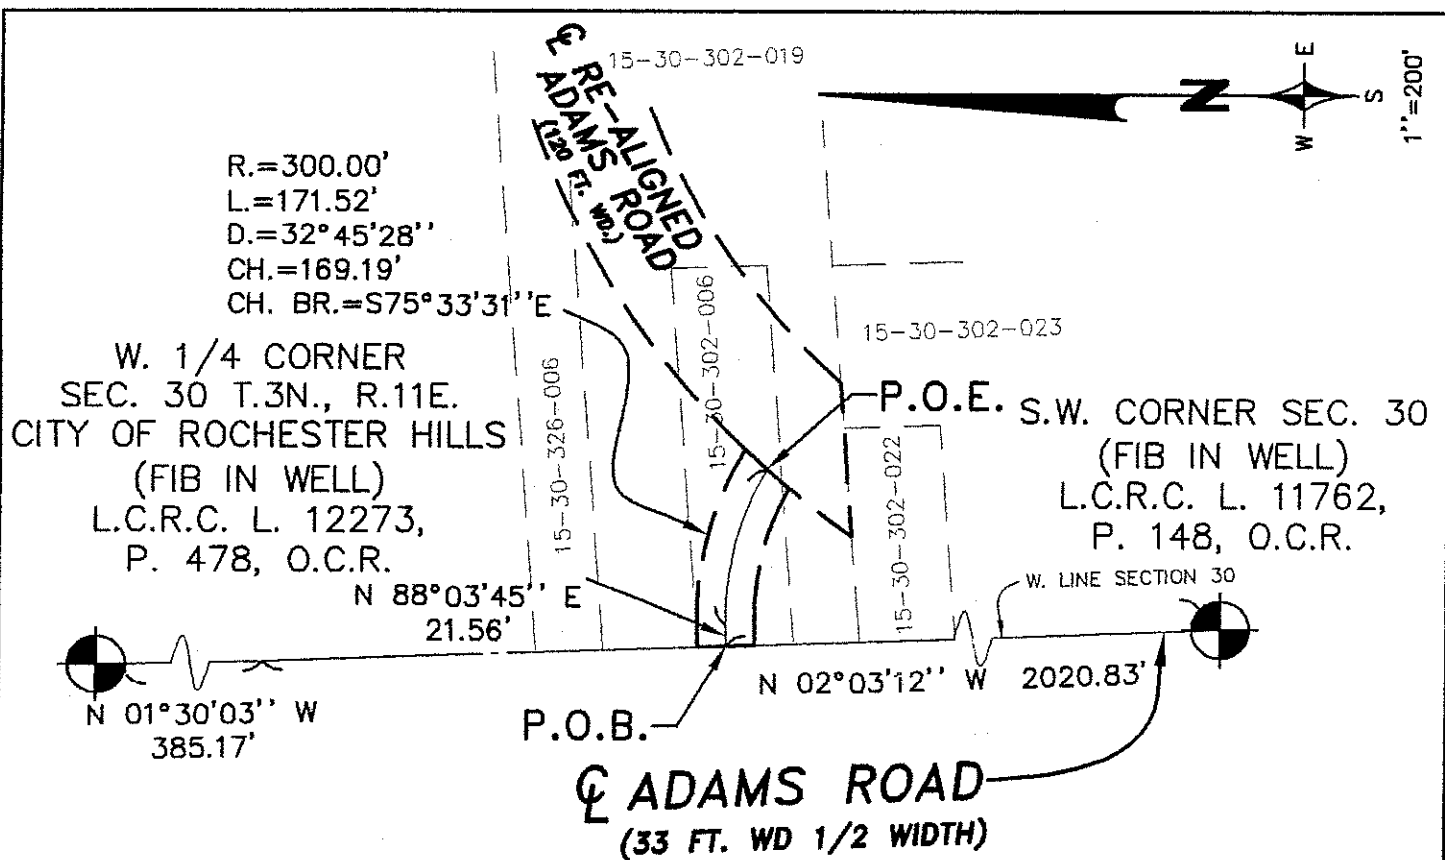 ℄ RE-ALIGNED
ADAMS ROAD
(120 FT. WD.)
15-30-302-019
N
E
W
S
1''=200'
R.=300.00'
L.=171.52'
D.=32°45'28''
CH.=169.19'
CH. BR.=S75°33'31''E
W. 1/4 CORNER
SEC. 30 T.3N., R.11E.
CITY OF ROCHESTER HILLS
(FIB IN WELL)
L.C.R.C. L. 12273,
P. 478, O.C.R.
15-30-326-006
15-30-302-006
15-30-302-023
P.O.E.
15-30-302-022
S.W. CORNER SEC. 30
(FIB IN WELL)
L.C.R.C. L. 11762,
P. 148, O.C.R.
W. LINE SECTION 30
N 88°03'45'' E
21.56'
N 01°30'03'' W
385.17'
N 02°03'12'' W 2020.83'
P.O.B.
℄ ADAMS ROAD
(33 FT. WD 1/2 WIDTH)